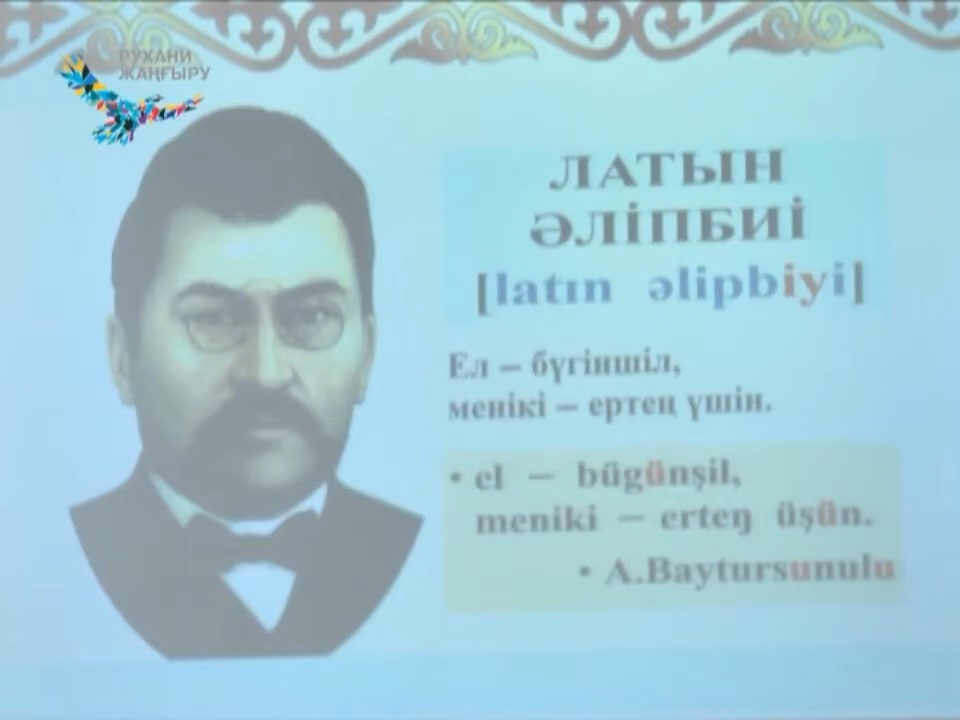 РУХАНИ
ЖАҢҒЫРУ
ЛАТЫН
ӘЛІПБИІ
[latın əlipbiyi]
Ел – бүгіншіл,
менікі – ертең үшін.
• el – bügünşil,
meniki – erteŋ üşün.
• A.Baytursunulu